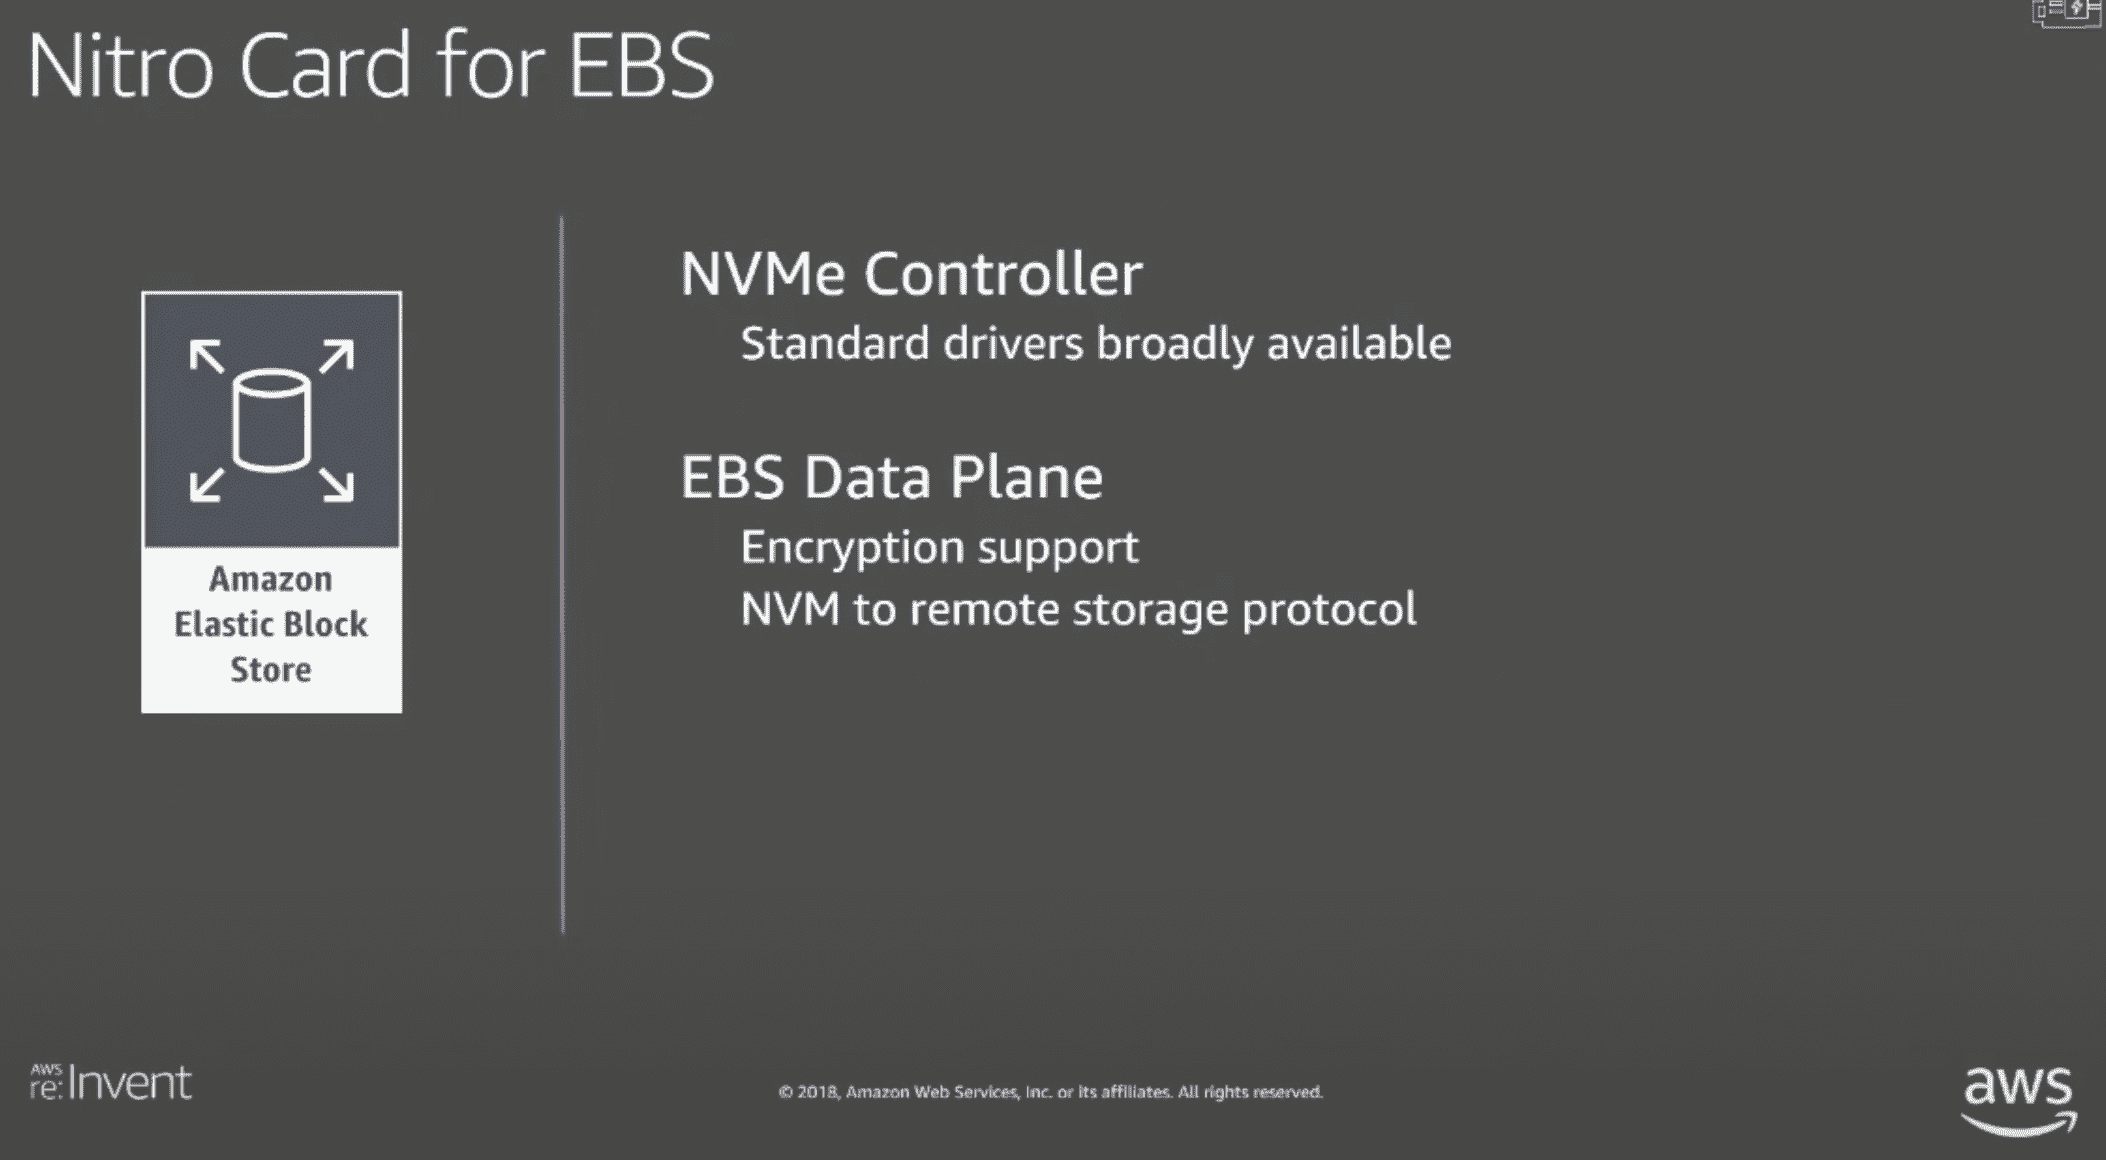 Nitro Card for EBS
Amazon
Elastic Block
Store
NVMe Controller
Standard drivers broadly available
EBS Data Plane
Encryption support
NVM to remote storage protocol
AWS
re:Invent
© 2018, Amazon Web Services, Inc. or its affiliates. All rights reserved.
aws